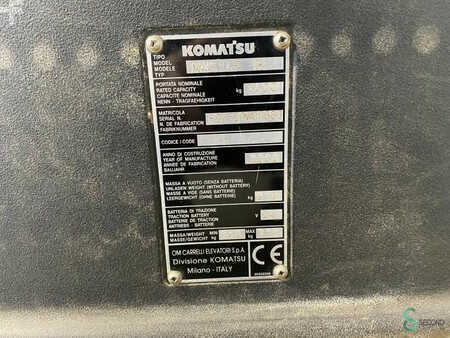 KOMATSU
TIPO
MODEL
MODELE
TYP
PORTATA NOMINALE
RATED CAPACITY
CAPACITE NOMINALE
NENN - TRAGFAEHIGKEIT
kg
MATRICOLA
SERIAL N.
N. DE FABRICATION
FABRIKNUMMER
CODICE / CODE
ANNO DI COSTRUZIONE
YEAR OF MANUFACTURE
ANNEE DE FABRICATION
BAUJAHR
MASSA A VUOTO (SENZA BATTERIA)
UNLADEN WEIGHT (WITHOUT BATTERY)
MASSE A VIDE (SANS BATTERIE)
LEERGEWICHT (OHNE BATTERIE)
kg
BATTERIA DI TRAZIONE
TRACTION BATTERY
BATTERIE DE TRACTION
ANTRIEB - BATTERIE
V
MASSA/WEIGHT MIN MAX
MASSE/GEWICHT kg kg
OM CARRELLI ELEVATORI S.p.A.
Divisione KOMATSU
Milano - ITALY
CE
SECOND